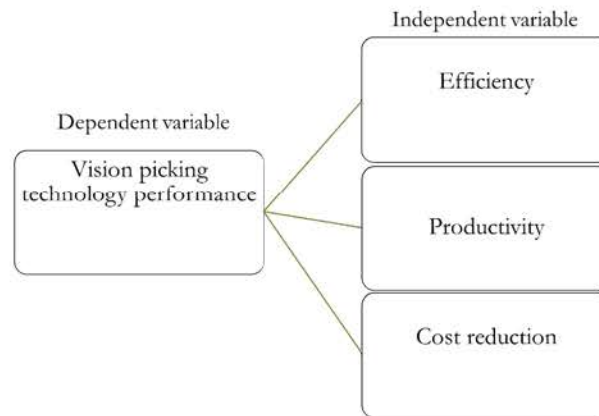 Independent variable
Efficiency
Dependent variable
Vision picking
technology performance
Productivity
Cost reduction